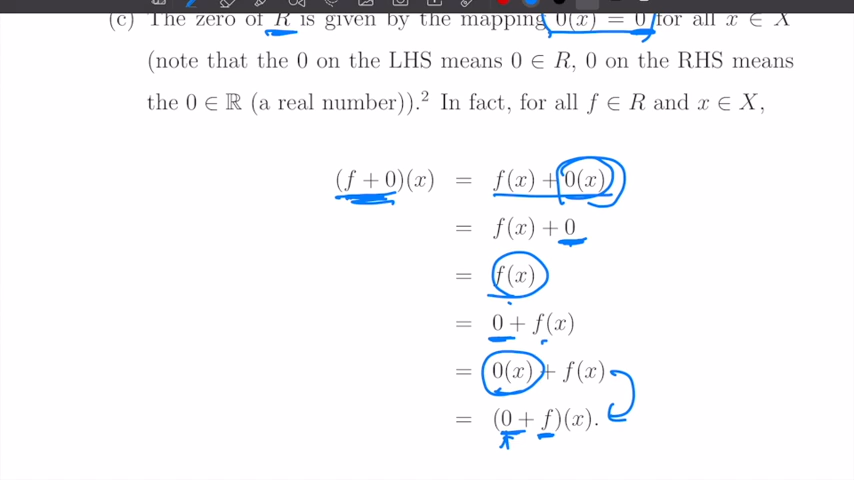 (c) The zero of R is given by the mapping 0(x) = 0 for all x ∈ X
(note that the 0 on the LHS means 0 ∈ R, 0 on the RHS means
the 0 ∈ ℝ (a real number)).² In fact, for all f ∈ R and x ∈ X,
(f + 0)(x) = f(x) + 0(x)
= f(x) + 0
= f(x)
= 0 + f(x)
= 0(x) + f(x)
= (0 + f)(x).